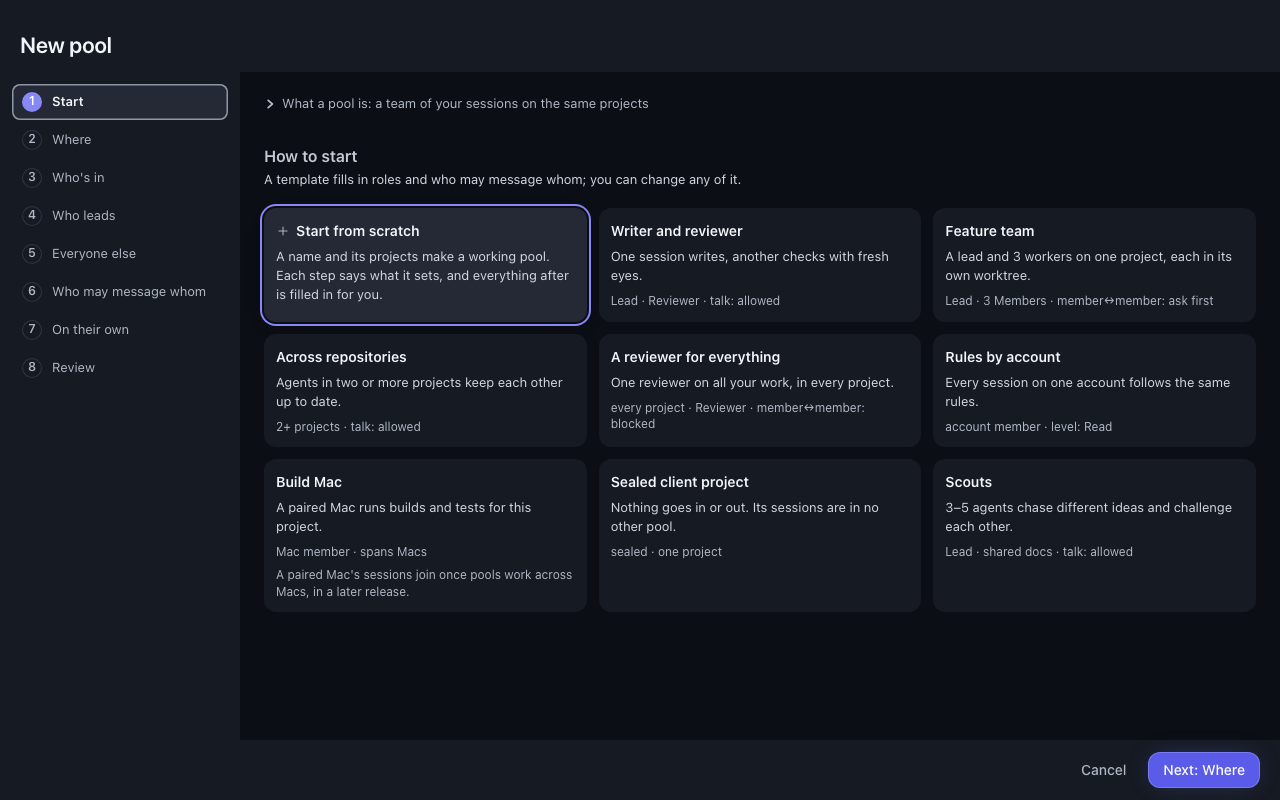 New pool
1 Start
2 Where
3 Who's in
4 Who leads
5 Everyone else
6 Who may message whom
7 On their own
8 Review
What a pool is: a team of your sessions on the same projects
How to start
A template fills in roles and who may message whom; you can change any of it.
+ Start from scratch
A name and its projects make a working pool.
Each step says what it sets, and everything after
is filled in for you.
Writer and reviewer
One session writes, another checks with fresh
eyes.
Lead · Reviewer · talk: allowed
Feature team
A lead and 3 workers on one project, each in its
own worktree.
Lead · 3 Members · member↔member: ask first
Across repositories
Agents in two or more projects keep each other
up to date.
2+ projects · talk: allowed
A reviewer for everything
One reviewer on all your work, in every project.
every project · Reviewer · member↔member:
blocked
Rules by account
Every session on one account follows the same
rules.
account member · level: Read
Build Mac
A paired Mac runs builds and tests for this
project.
Mac member · spans Macs
A paired Mac's sessions join once pools work across
Macs, in a later release.
Sealed client project
Nothing goes in or out. Its sessions are in no
other pool.
sealed · one project
Scouts
3–5 agents chase different ideas and challenge
each other.
Lead · shared docs · talk: allowed
Cancel
Next: Where